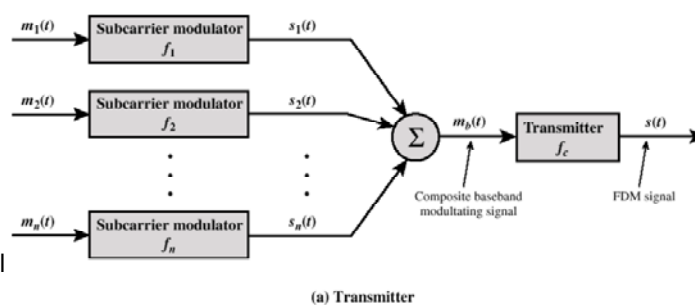 m1(t)
Subcarrier modulator
f1
s1(t)
m2(t)
Subcarrier modulator
f2
s2(t)
Σ
mb(t)
Transmitter
fc
s(t)
Composite baseband
modultating signal
FDM signal
mn(t)
Subcarrier modulator
fn
sn(t)
l
(a) Transmitter